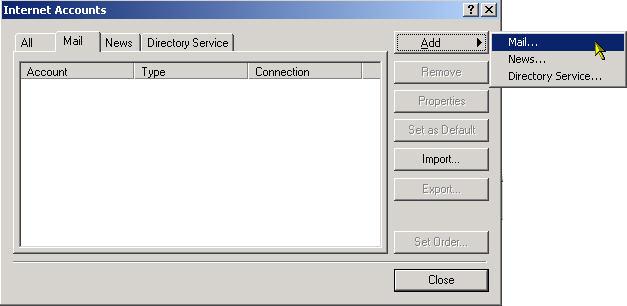 Internet Accounts
All Mail News Directory Service
Add
Mail...
News...
Directory Service...
Account Type Connection
Remove
Properties
Set as Default
Import...
Export...
Set Order...
Close